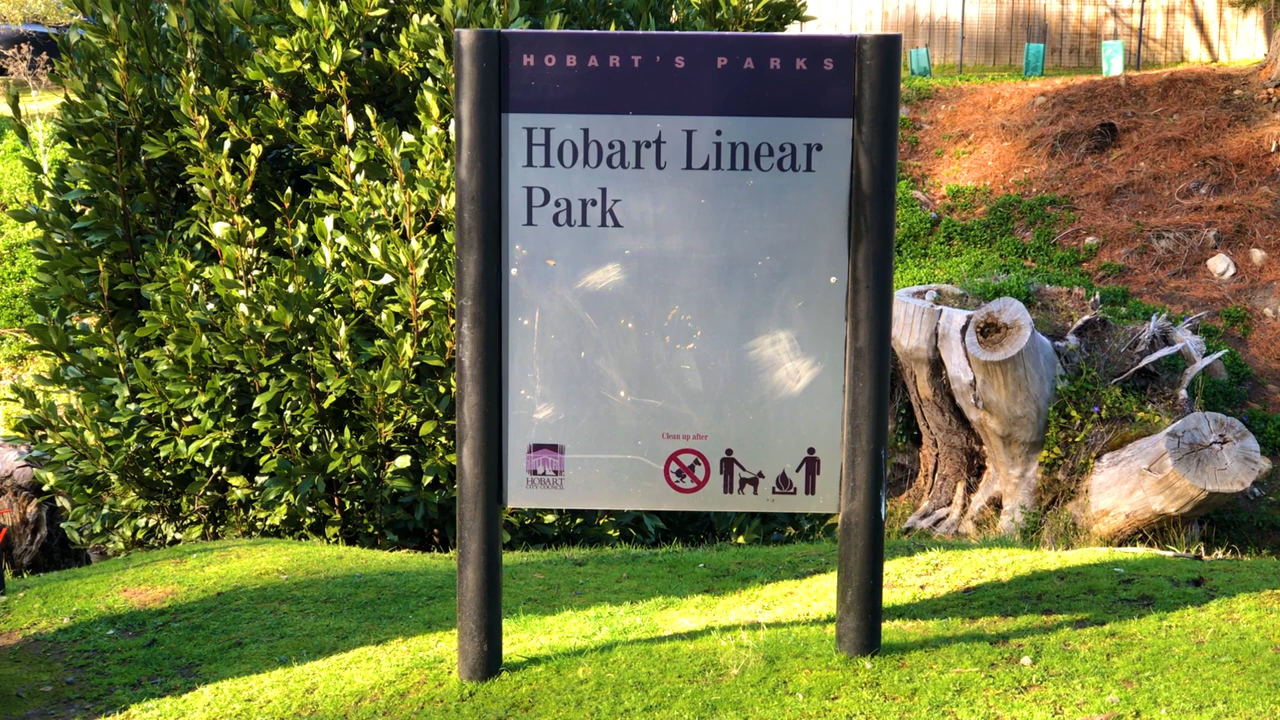 HOBART'S PARKS
Hobart Linear
Park
Clean up after
HOBART
CITY COUNCIL